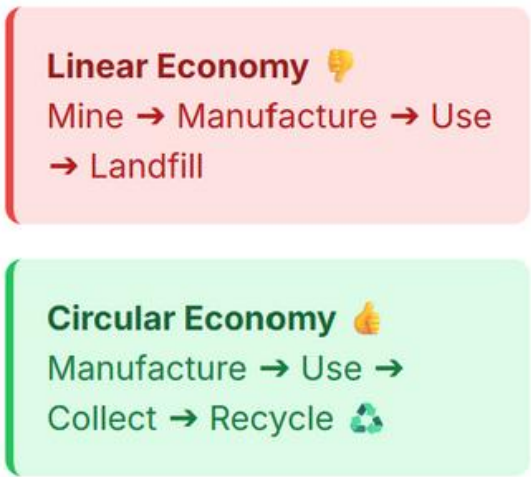 Linear Economy 👎
Mine ➔ Manufacture ➔ Use
➔ Landfill
Circular Economy 👍
Manufacture ➔ Use ➔
Collect ➔ Recycle ♻️